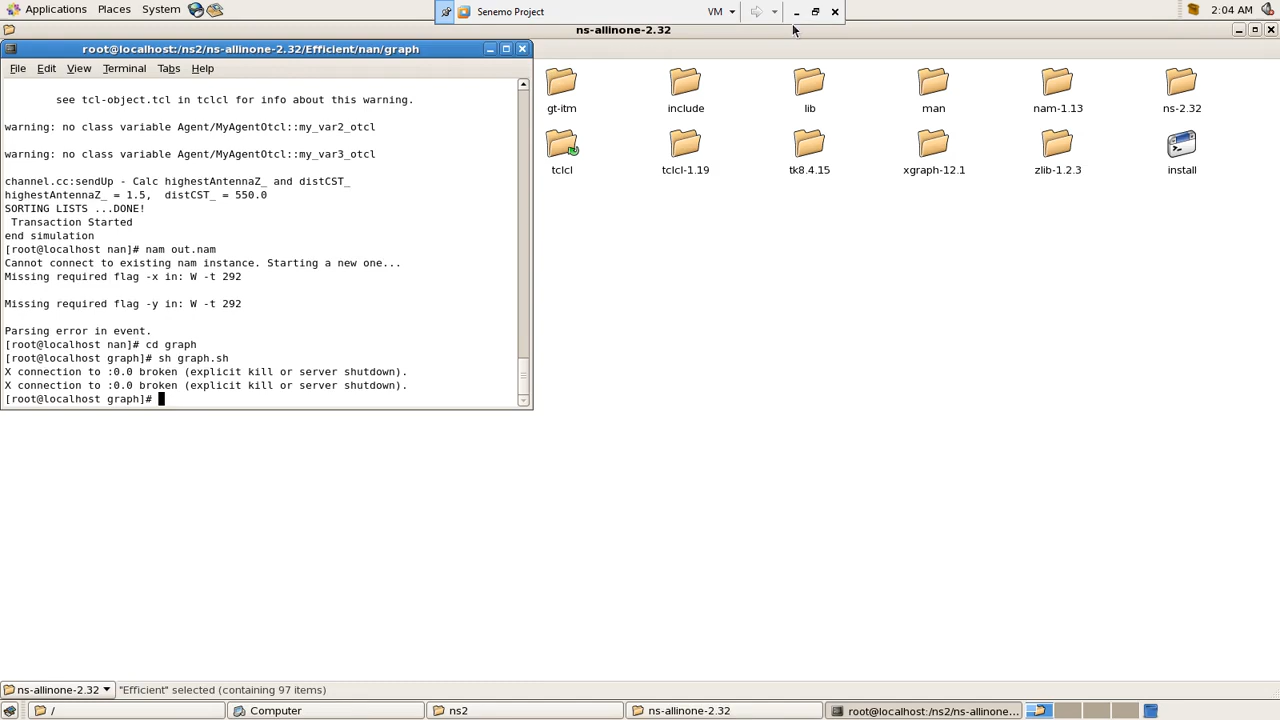 Applications Places System
Senemo Project VM
2:04 AM
ns-allinone-2.32
root@localhost:/ns2/ns-allinone-2.32/Efficient/nan/graph
File Edit View Terminal Tabs Help
see tcl-object.tcl in tclcl for info about this warning.
warning: no class variable Agent/MyAgentOtcl::my_var2_otcl
warning: no class variable Agent/MyAgentOtcl::my_var3_otcl
channel.cc:sendUp - Calc highestAntennaZ_ and distCST_
highestAntennaZ_ = 1.5,  distCST_ = 550.0
SORTING LISTS ...DONE!
Transaction Started
end simulation
[root@localhost nan]# nam out.nam
Cannot connect to existing nam instance. Starting a new one...
Missing required flag -x in: W -t 292
Missing required flag -y in: W -t 292
Parsing error in event.
[root@localhost nan]# cd graph
[root@localhost graph]# sh graph.sh
X connection to :0.0 broken (explicit kill or server shutdown).
X connection to :0.0 broken (explicit kill or server shutdown).
[root@localhost graph]#
gt-itm include lib man nam-1.13 ns-2.32
tclcl tclcl-1.19 tk8.4.15 xgraph-12.1 zlib-1.2.3 install
ns-allinone-2.32 "Efficient" selected (containing 97 items)
/ Computer ns2 ns-allinone-2.32 root@localhost:/ns2/ns-allinone...